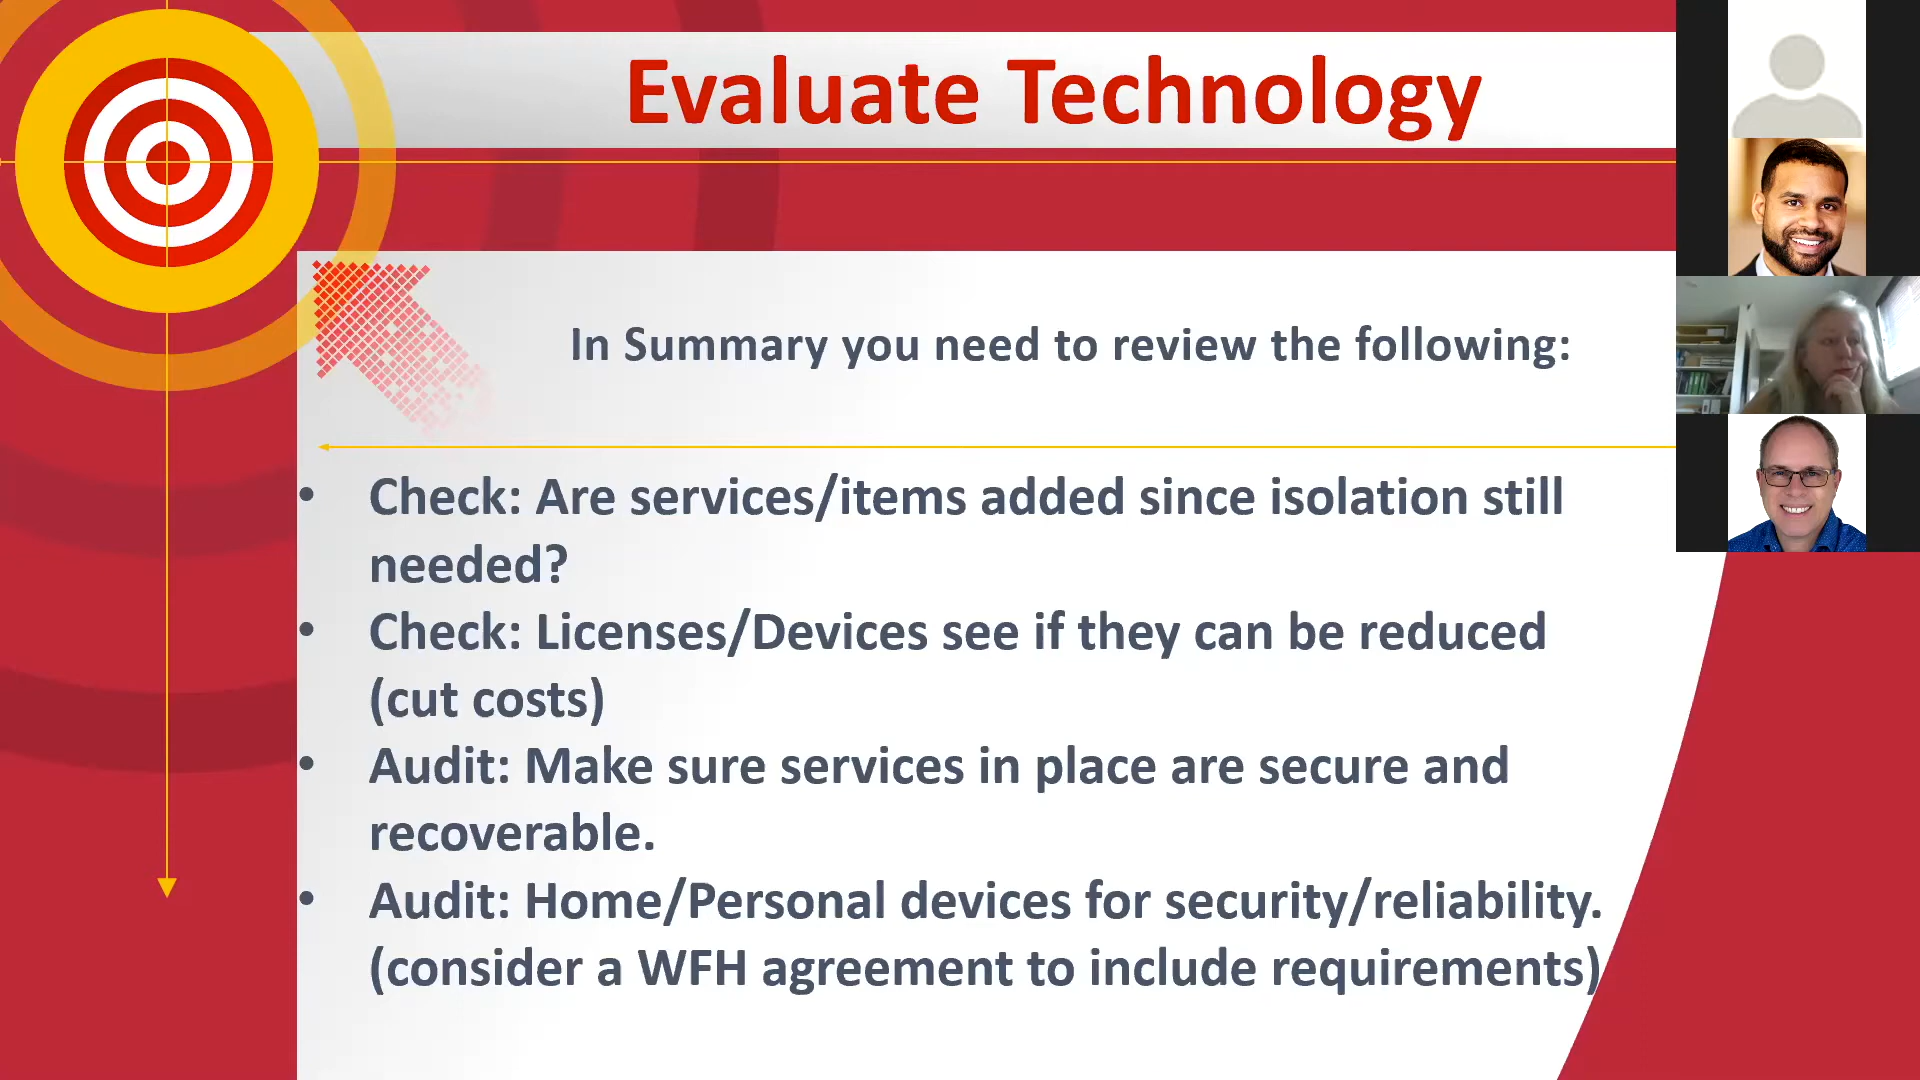 Evaluate Technology
In Summary you need to review the following:
• Check: Are services/items added since isolation still
needed?
• Check: Licenses/Devices see if they can be reduced
(cut costs)
• Audit: Make sure services in place are secure and
recoverable.
• Audit: Home/Personal devices for security/reliability.
(consider a WFH agreement to include requirements)